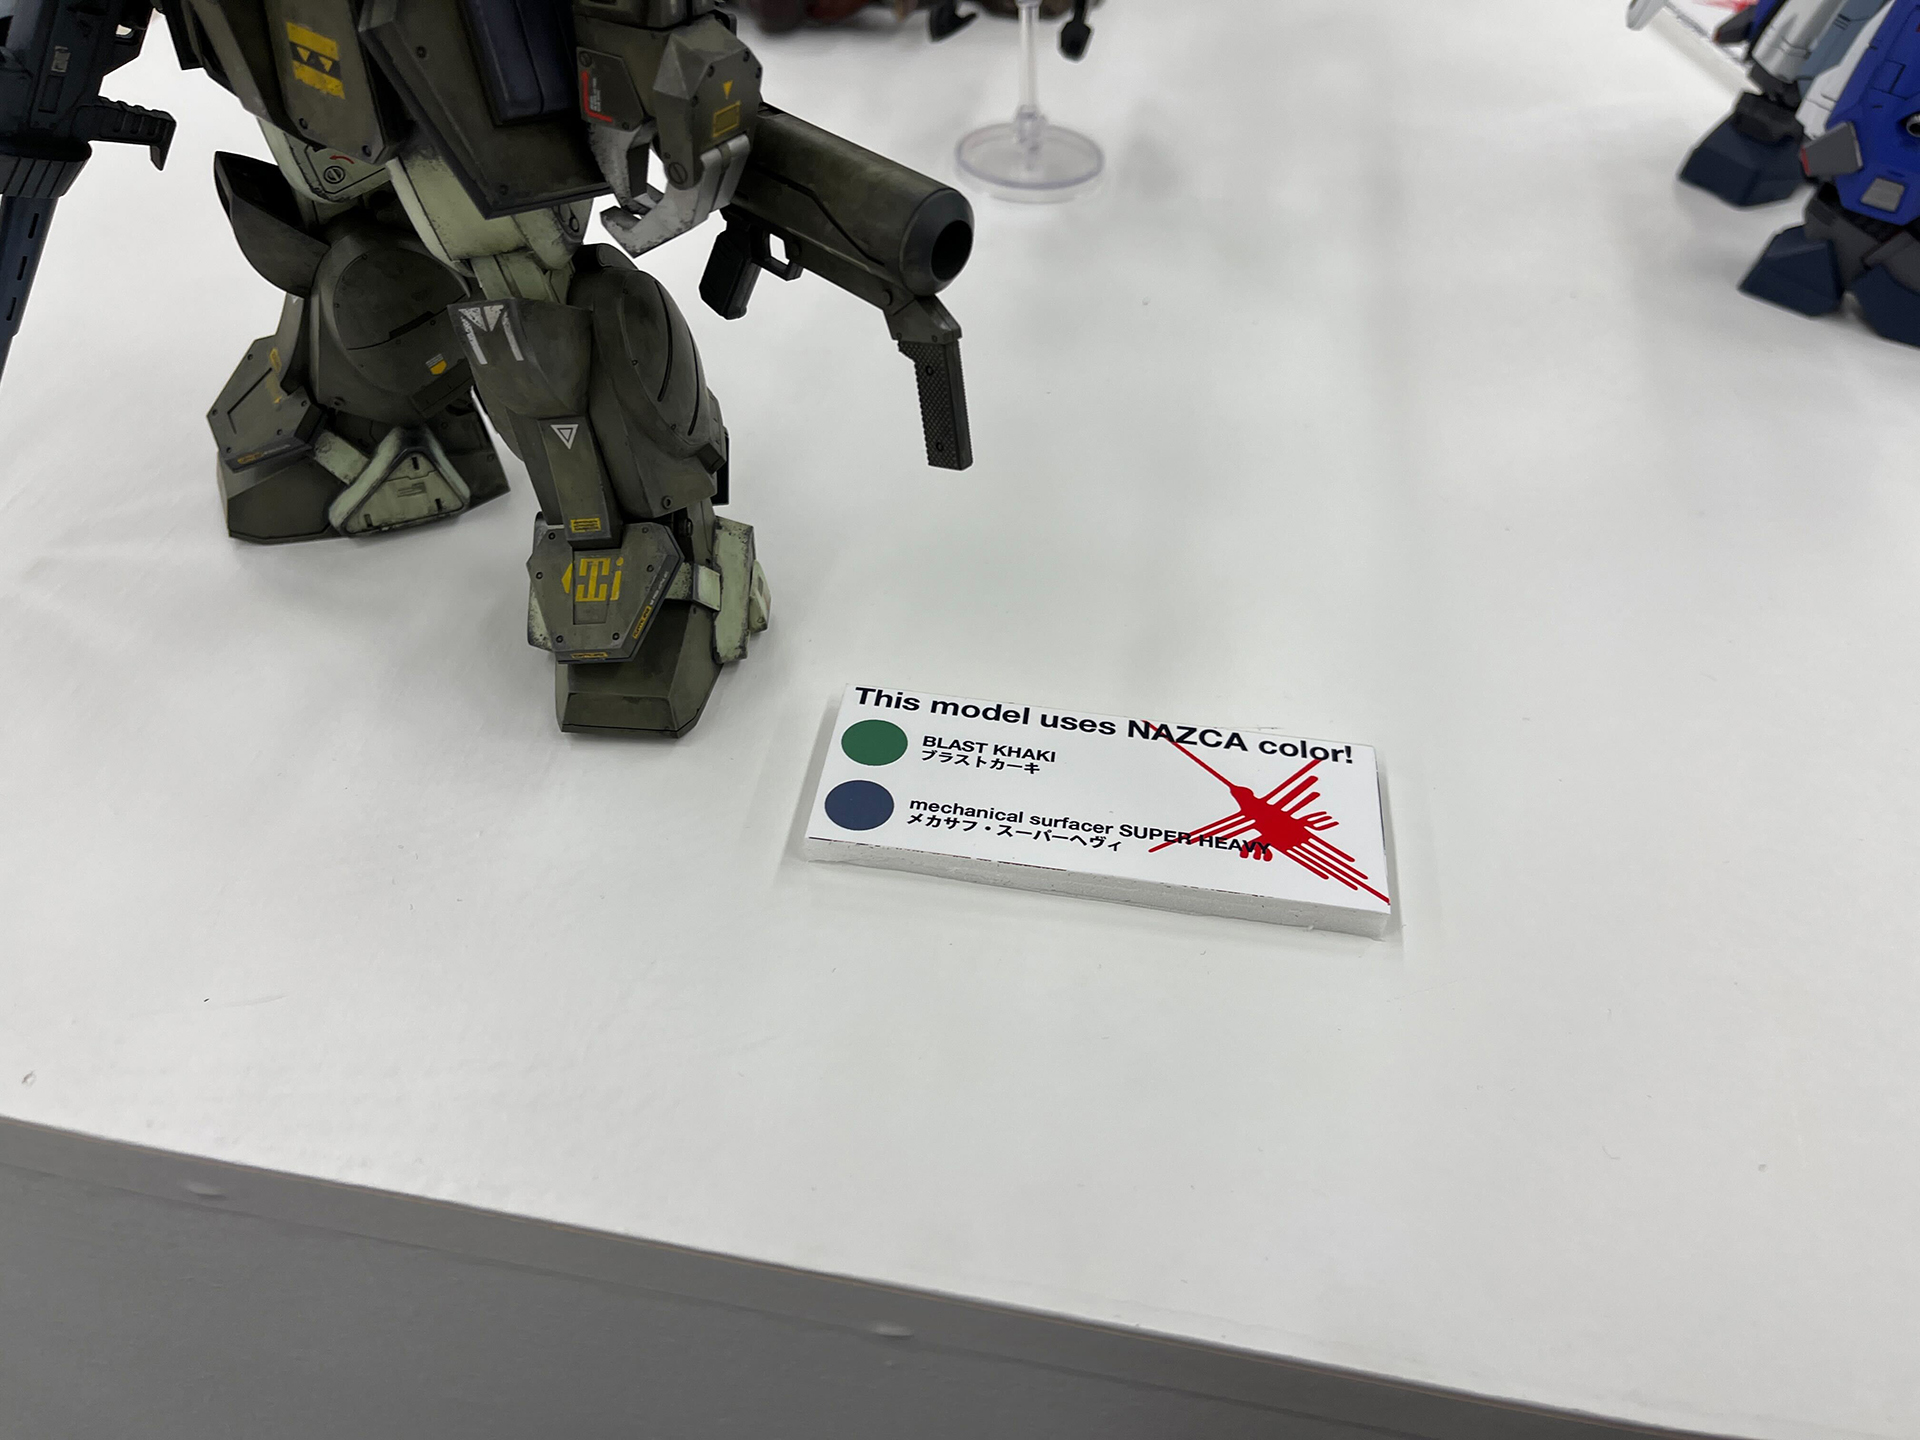 This model uses NAZCA color!
BLAST KHAKI
ブラストカーキ
mechanical surfacer SUPER HEAVY
メカサフ・スーパーヘヴィ